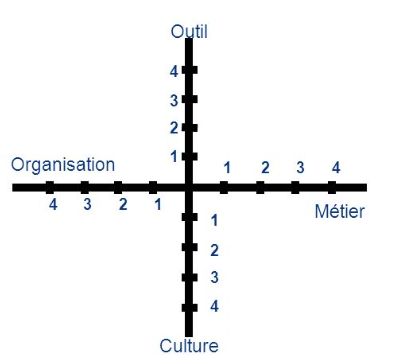 Outil
4
3
2
1
Organisation
1 2 3 4
4 3 2 1
Métier
1
2
3
4
Culture